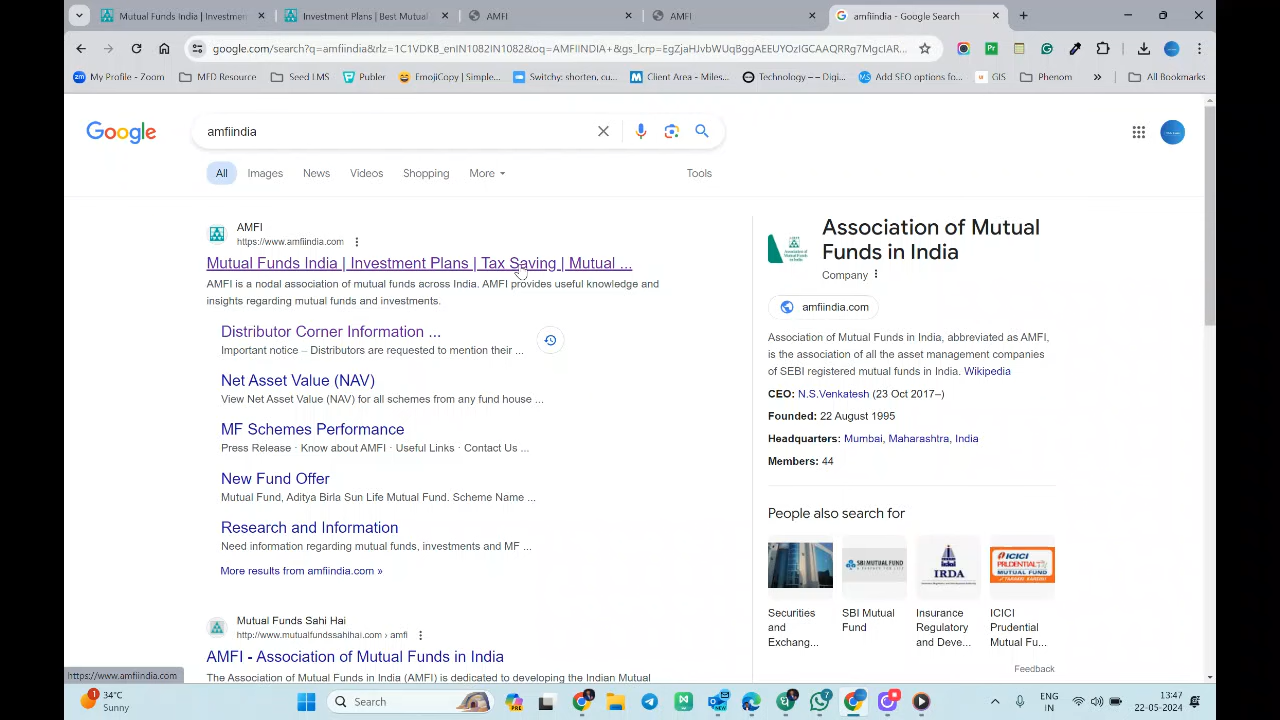 Mutual Funds India | Investmen
Investment Plans | Best Mutual
AMFI
AMFI
amfiindia - Google Search
google.com/search?q=amfiindia&rlz=1C1VDKB_enIN1082IN1082&oq=AMFIINDIA+&gs_lcrp=EgZjaHJvbWUqBggAEEUYOzIGCAAQRRg7MgcIAR...
My Profile - Zoom
MFD Resource
Seed LMS
Publer
EmojiCopy | Simple...
Switchy: shorten, cu...
Client Area - Miles...
Tokenomy – Digi...
Add SEO options fo...
GIS
Phenom
All Bookmarks
Google
amfiindia
All
Images
News
Videos
Shopping
More
Tools
AMFI
https://www.amfiindia.com
Mutual Funds India | Investment Plans | Tax Saving | Mutual ...
AMFI is a nodal association of mutual funds across India. AMFI provides useful knowledge and
insights regarding mutual funds and investments.
Distributor Corner Information ...
Important notice – Distributors are requested to mention their ...
Net Asset Value (NAV)
View Net Asset Value (NAV) for all schemes from any fund house ...
MF Schemes Performance
Press Release · Know about AMFI · Useful Links · Contact Us ...
New Fund Offer
Mutual Fund, Aditya Birla Sun Life Mutual Fund. Scheme Name ...
Research and Information
Need information regarding mutual funds, investments and MF ...
More results from amfiindia.com »
Mutual Funds Sahi Hai
http://www.mutualfundssahihai.com › amfi
AMFI - Association of Mutual Funds in India
The Association of Mutual Funds in India (AMFI) is dedicated to developing the Indian Mutual
Association of Mutual
Funds in India
Company
amfiindia.com
Association of Mutual Funds in India, abbreviated as AMFI,
is the association of all the asset management companies
of SEBI registered mutual funds in India. Wikipedia
CEO: N.S.Venkatesh (23 Oct 2017–)
Founded: 22 August 1995
Headquarters: Mumbai, Maharashtra, India
Members: 44
People also search for
SBI MUTUAL FUND
IRDA
ICICI
PRUDENTIAL
MUTUAL FUND
Securities
and
Exchang...
SBI Mutual
Fund
Insurance
Regulatory
and Deve...
ICICI
Prudential
Mutual Fu...
Feedback
https://www.amfiindia.com
1
34°C
Sunny
Search
ENG
IN
13:47
22-05-2024